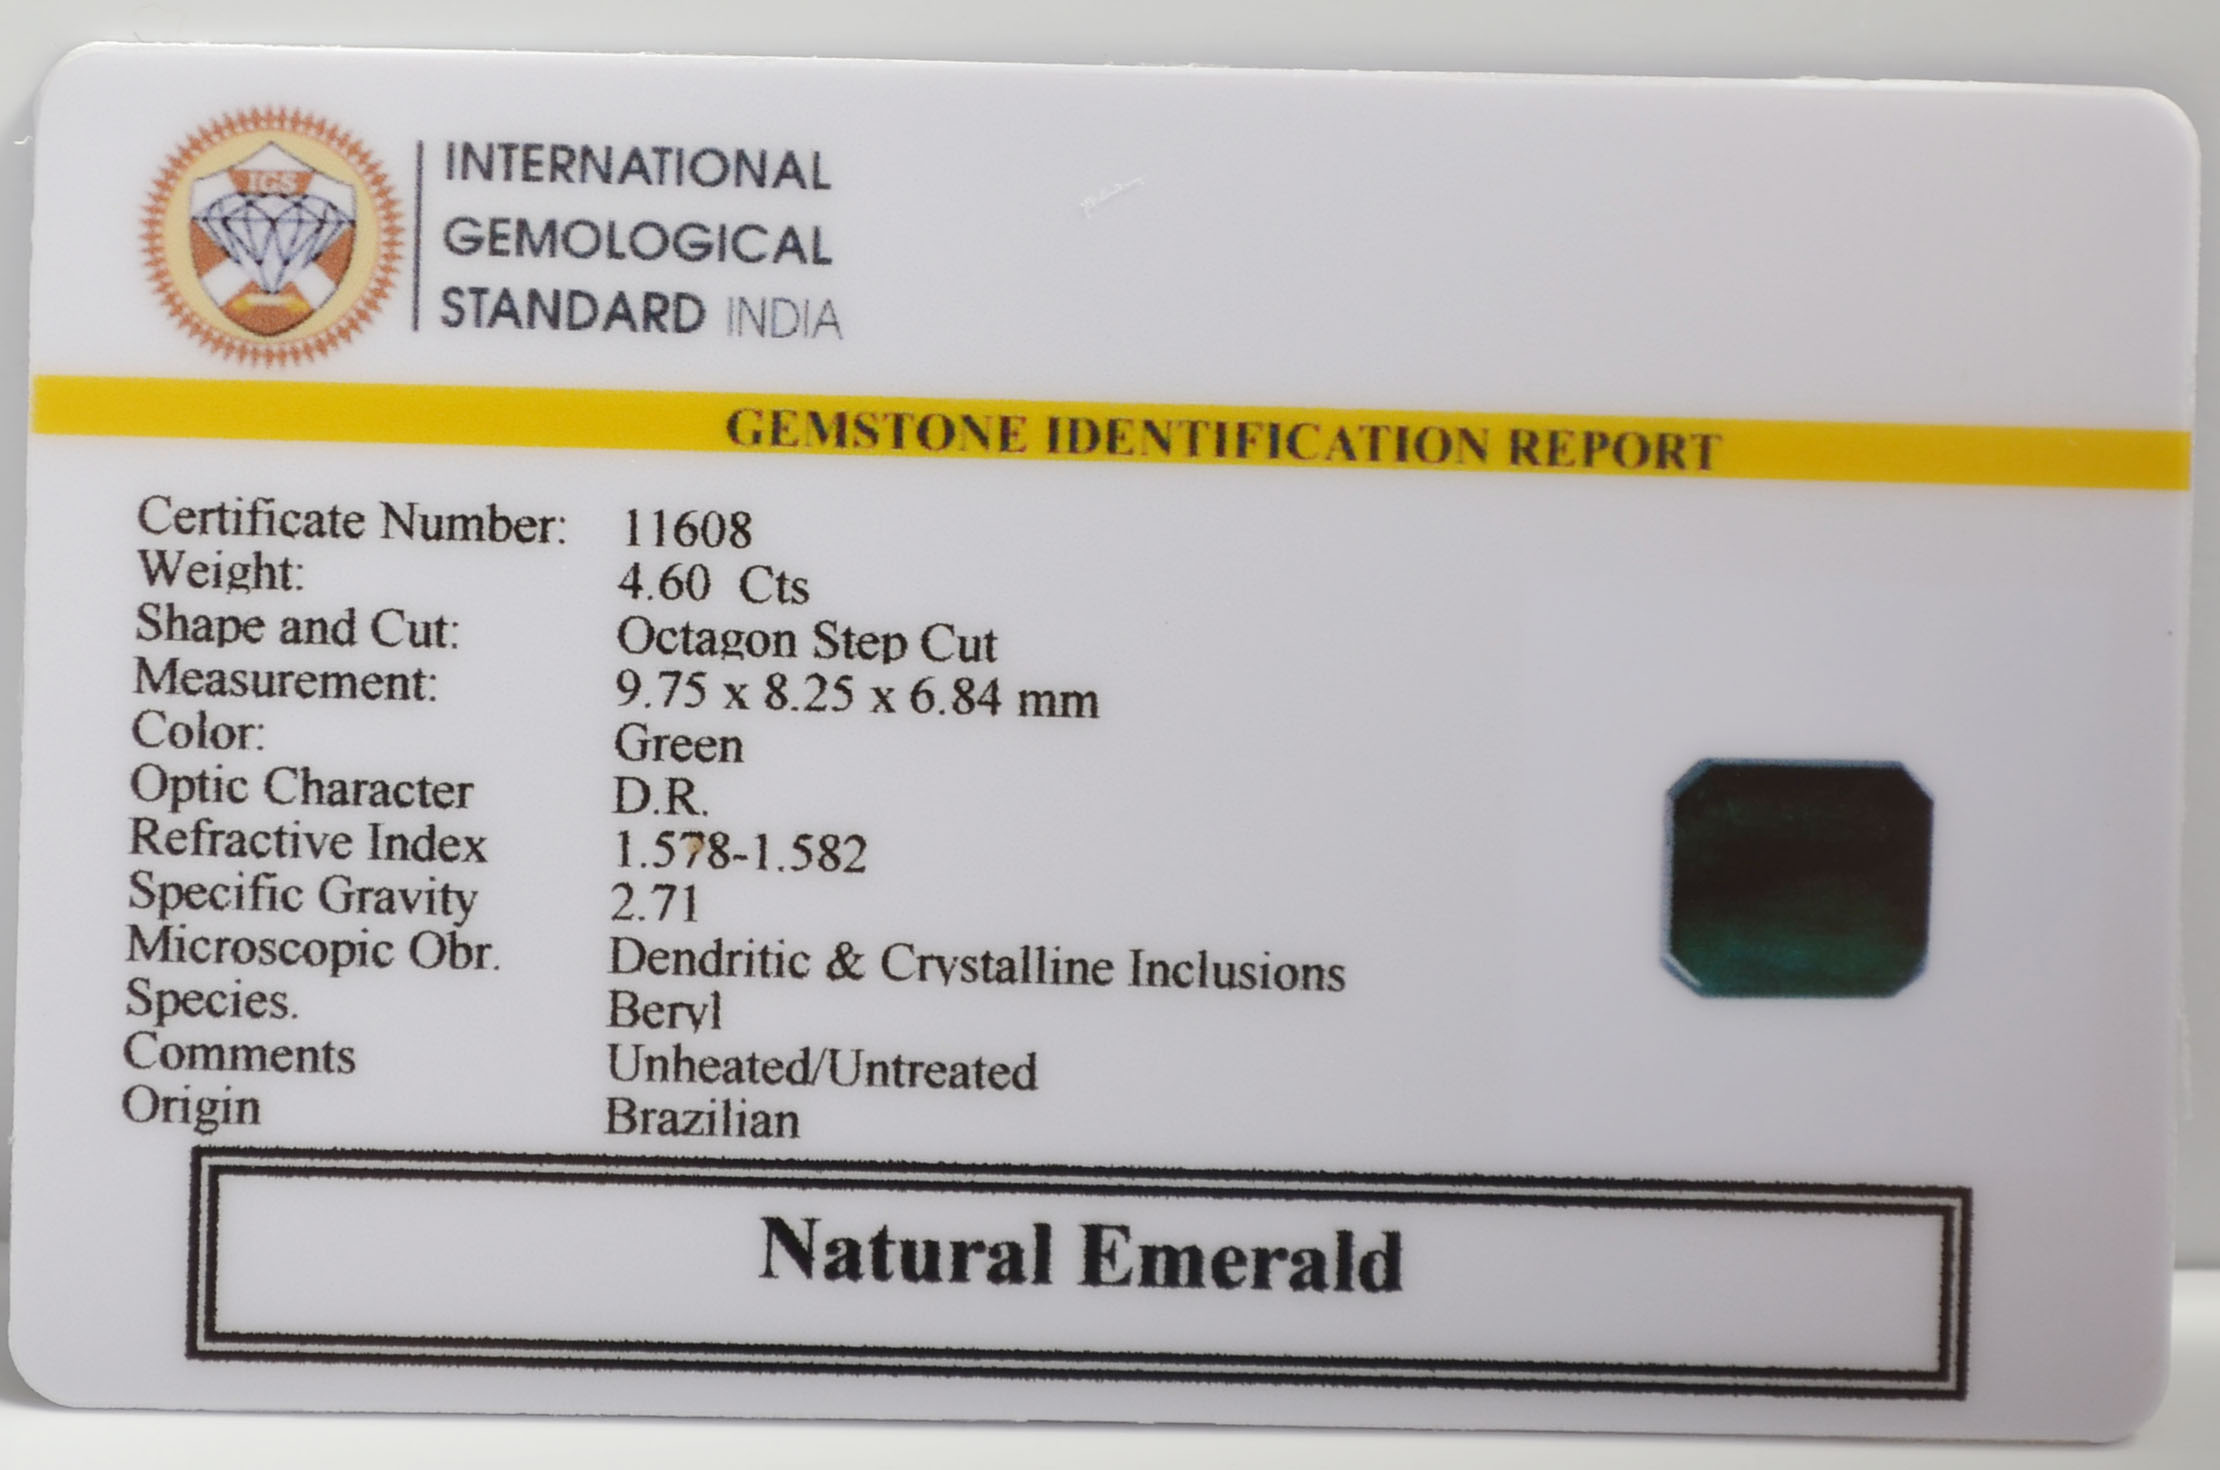 IGS
INTERNATIONAL
GEMOLOGICAL
STANDARD INDIA
GEMSTONE IDENTIFICATION REPORT
Certificate Number: 11608
Weight: 4.60 Cts
Shape and Cut: Octagon Step Cut
Measurement: 9.75 x 8.25 x 6.84 mm
Color: Green
Optic Character D.R.
Refractive Index 1.578-1.582
Specific Gravity 2.71
Microscopic Obr. Dendritic & Crystalline Inclusions
Species. Beryl
Comments Unheated/Untreated
Origin Brazilian
Natural Emerald